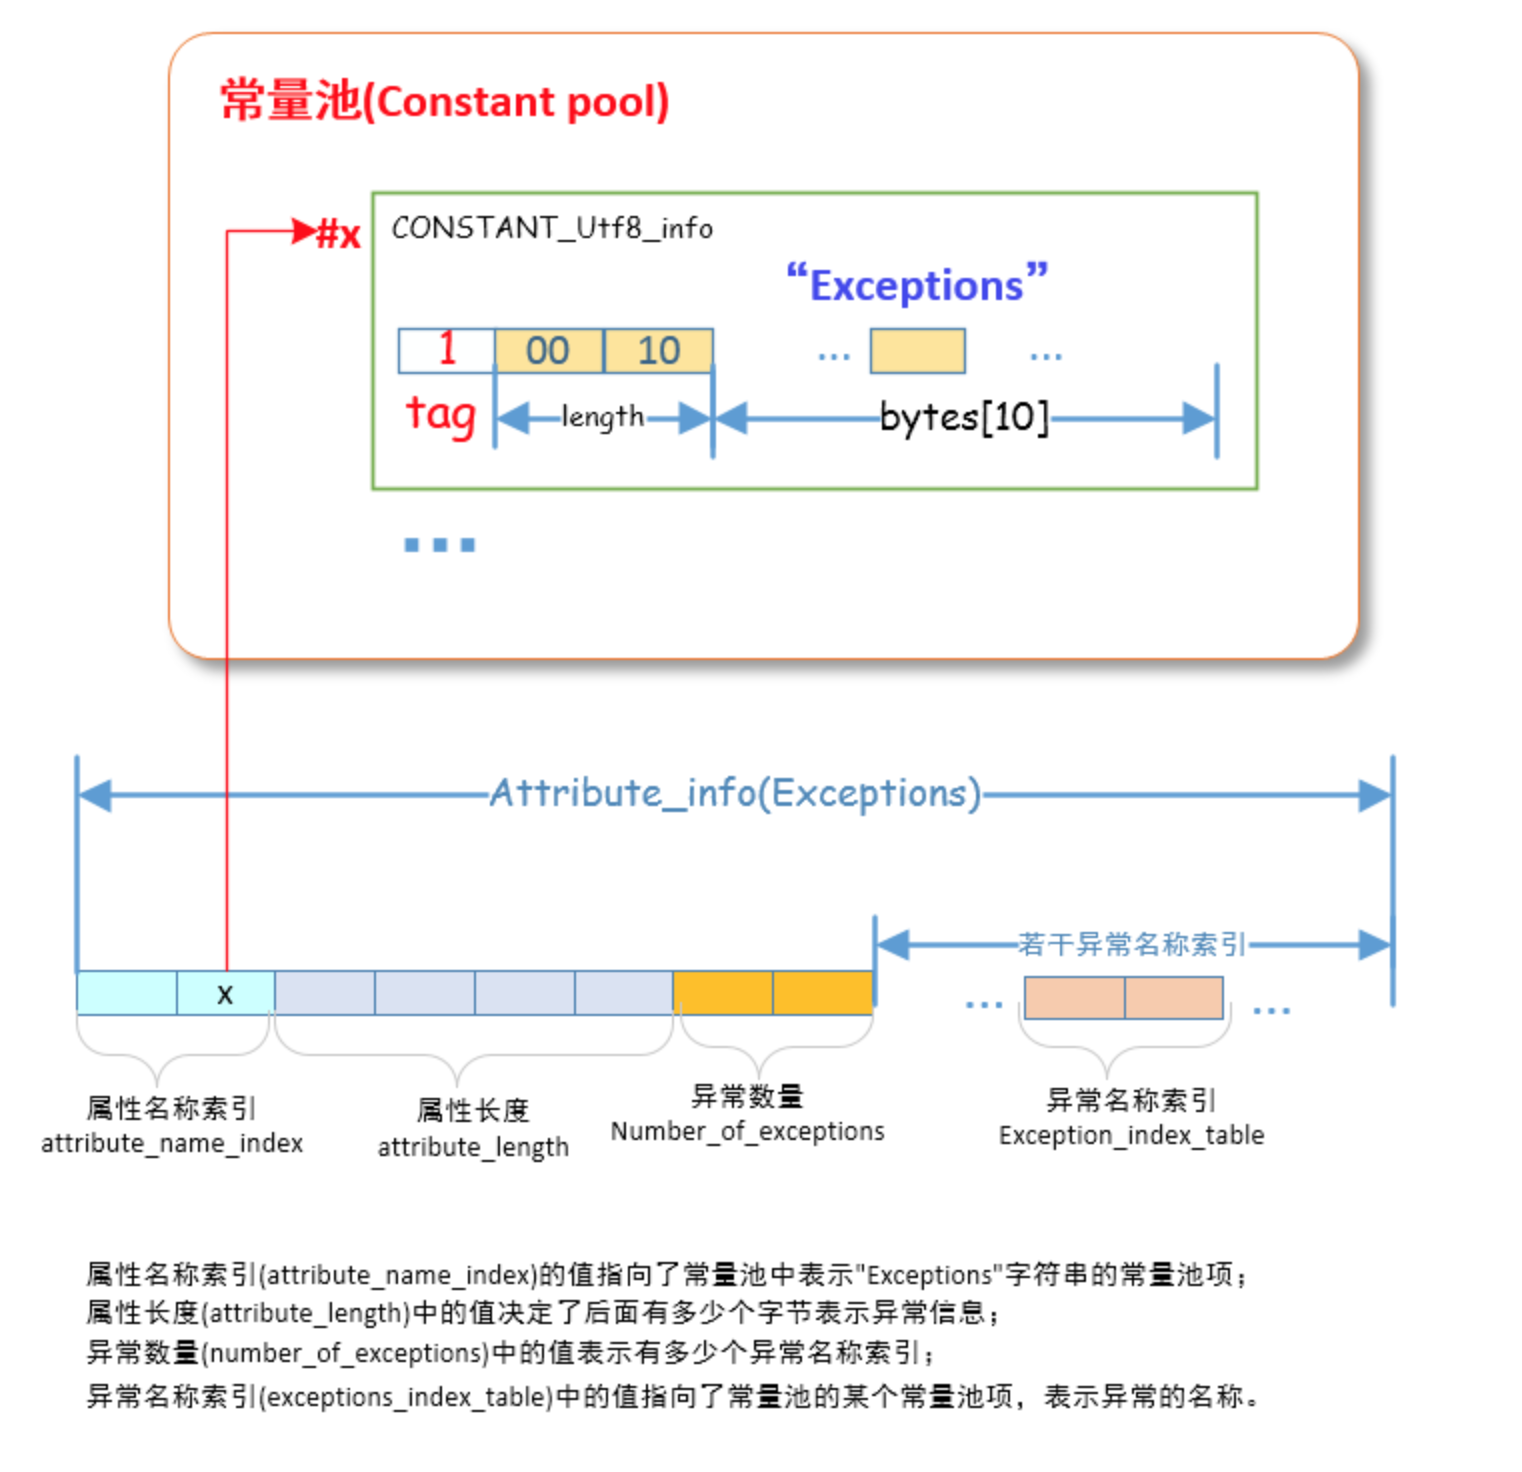 常量池(Constant pool)
#x
CONSTANT_Utf8_info
“Exceptions”
1 00 10 ... ...
tag length bytes[10]
...
Attribute_info(Exceptions)
若干异常名称索引
x ... ...
属性名称索引
attribute_name_index
属性长度
attribute_length
异常数量
Number_of_exceptions
异常名称索引
Exception_index_table
属性名称索引(attribute_name_index)的值指向了常量池中表示"Exceptions"字符串的常量池项；
属性长度(attribute_length)中的值决定了后面有多少个字节表示异常信息；
异常数量(number_of_exceptions)中的值表示有多少个异常名称索引；
异常名称索引(exceptions_index_table)中的值指向了常量池的某个常量池项，表示异常的名称。